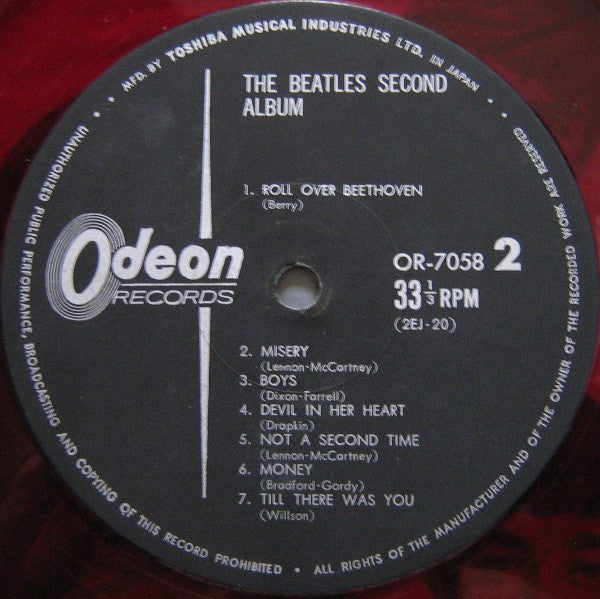 MFD. BY TOSHIBA MUSICAL INDUSTRIES LTD. IN JAPAN · ALL RIGHTS OF THE MANUFACTURER AND OF THE OWNER OF THE RECORDED WORK ARE RESERVED
UNAUTHORIZED PUBLIC PERFORMANCE, BROADCASTING AND COPYING OF THIS RECORD PROHIBITED ·
THE BEATLES SECOND
ALBUM
1. ROLL OVER BEETHOVEN
(Berry)
Odeon
RECORDS
OR-7058 2
33 1/3 RPM
(2EJ-20)
2. MISERY
(Lennon-McCartney)
3. BOYS
(Dixon-Farrell)
4. DEVIL IN HER HEART
(Drapkin)
5. NOT A SECOND TIME
(Lennon-McCartney)
6. MONEY
(Bradford-Gordy)
7. TILL THERE WAS YOU
(Willson)